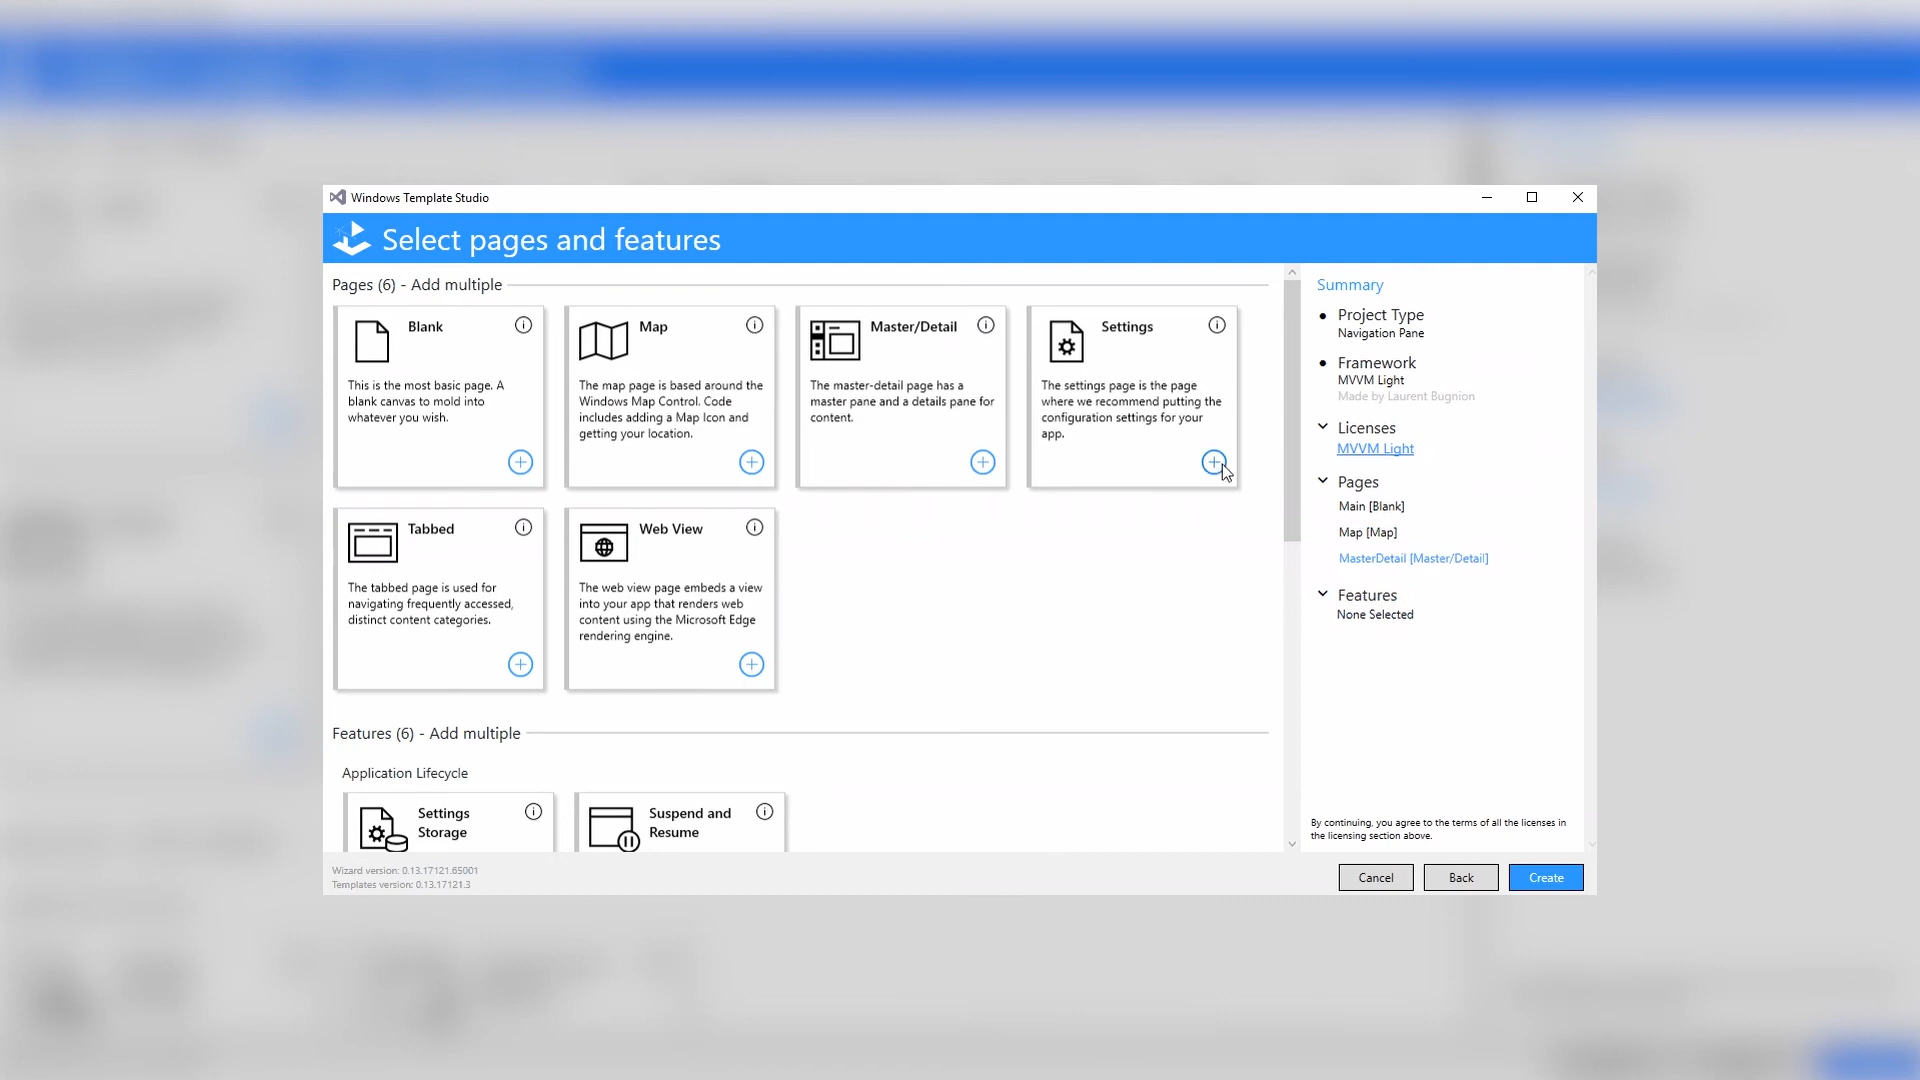 Windows Template Studio
Select pages and features
Pages (6) - Add multiple
Blank
This is the most basic page. A
blank canvas to mold into
whatever you wish.
Map
The map page is based around the
Windows Map Control. Code
includes adding a Map Icon and
getting your location.
Master/Detail
The master-detail page has a
master pane and a details pane for
content.
Settings
The settings page is the page
where we recommend putting the
configuration settings for your
app.
Tabbed
The tabbed page is used for
navigating frequently accessed,
distinct content categories.
Web View
The web view page embeds a view
into your app that renders web
content using the Microsoft Edge
rendering engine.
Features (6) - Add multiple
Application Lifecycle
Settings
Storage
Suspend and
Resume
Summary
Project Type
Navigation Pane
Framework
MVVM Light
Made by Laurent Bugnion
Licenses
MVVM Light
Pages
Main [Blank]
Map [Map]
MasterDetail [Master/Detail]
Features
None Selected
By continuing, you agree to the terms of all the licenses in
the licensing section above.
Wizard version: 0.13.17121.65001
Templates version: 0.13.17121.3
Cancel
Back
Create